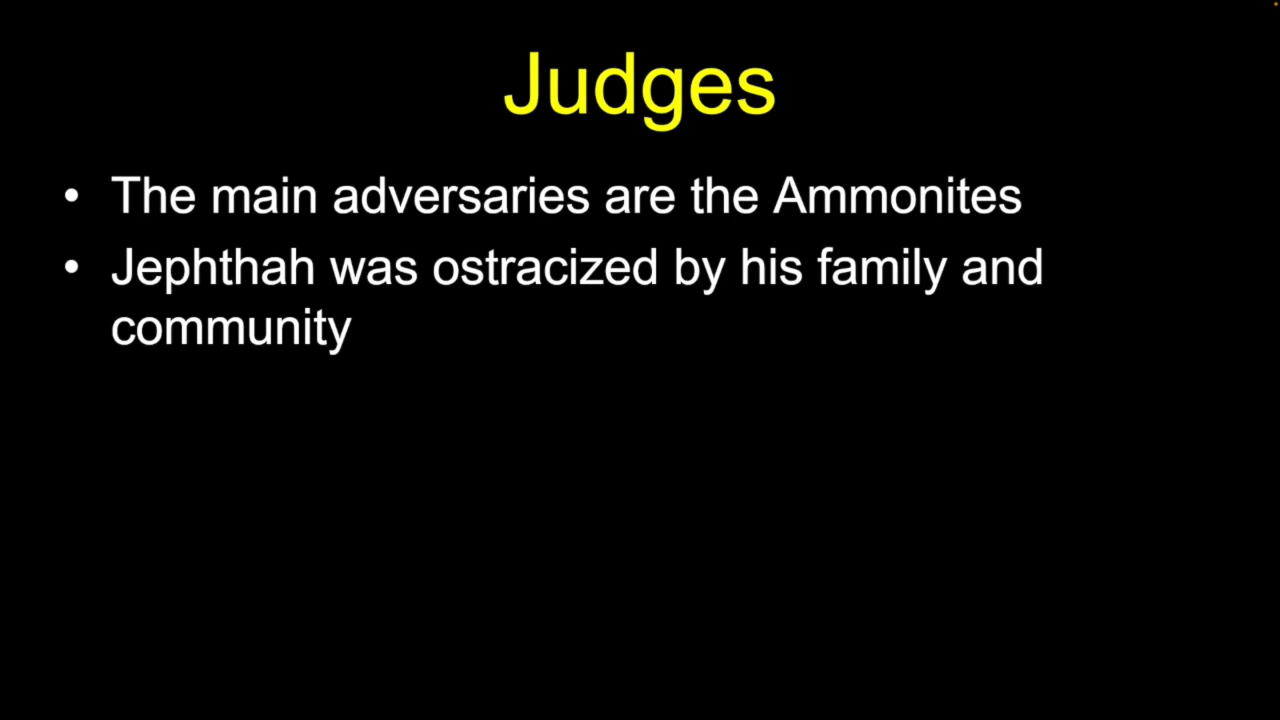 Judges
• The main adversaries are the Ammonites
• Jephthah was ostracized by his family and
community